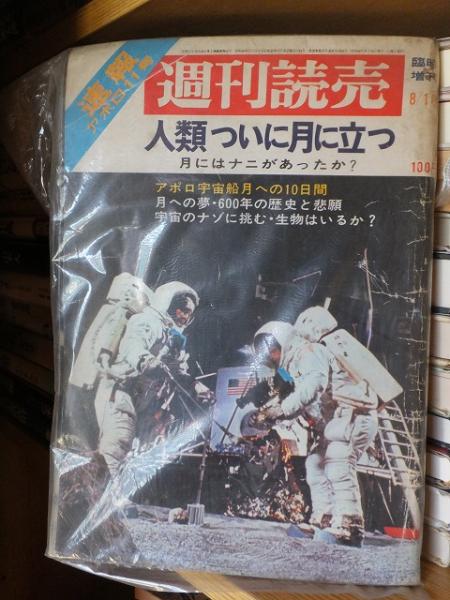 速報
アポロ11号
週刊読売
臨時
増刊
8/1
100
人類ついに月に立つ
月にはナニがあったか?
アポロ宇宙船月への10日間
月への夢・600年の歴史と悲願
宇宙のナゾに挑む・生物はいるか?